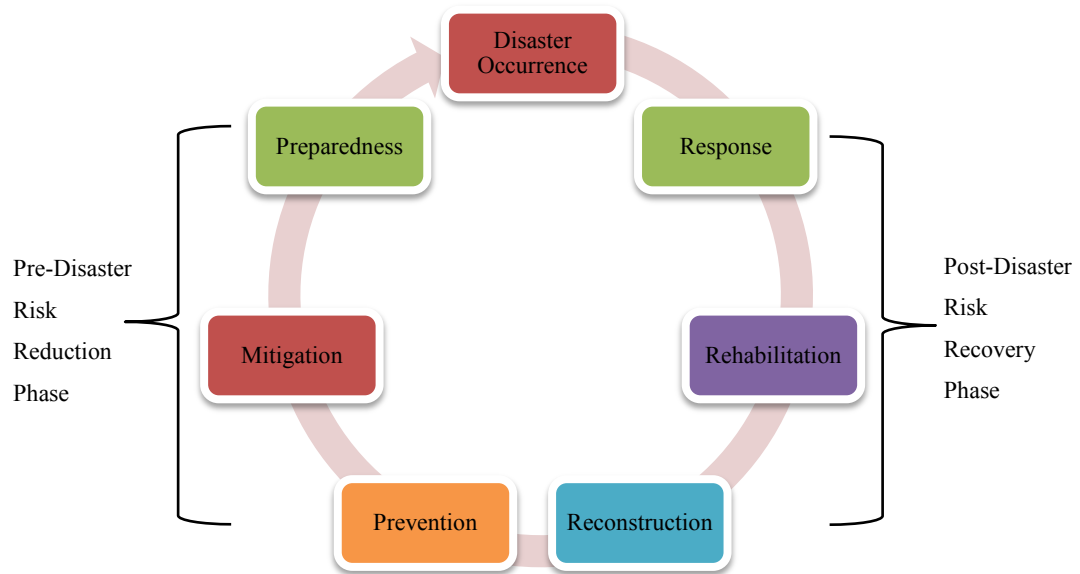 Disaster
Occurrence
Preparedness
Response
Pre-Disaster
Risk
Reduction
Phase
Mitigation
Rehabilitation
Post-Disaster
Risk
Recovery
Phase
Prevention
Reconstruction